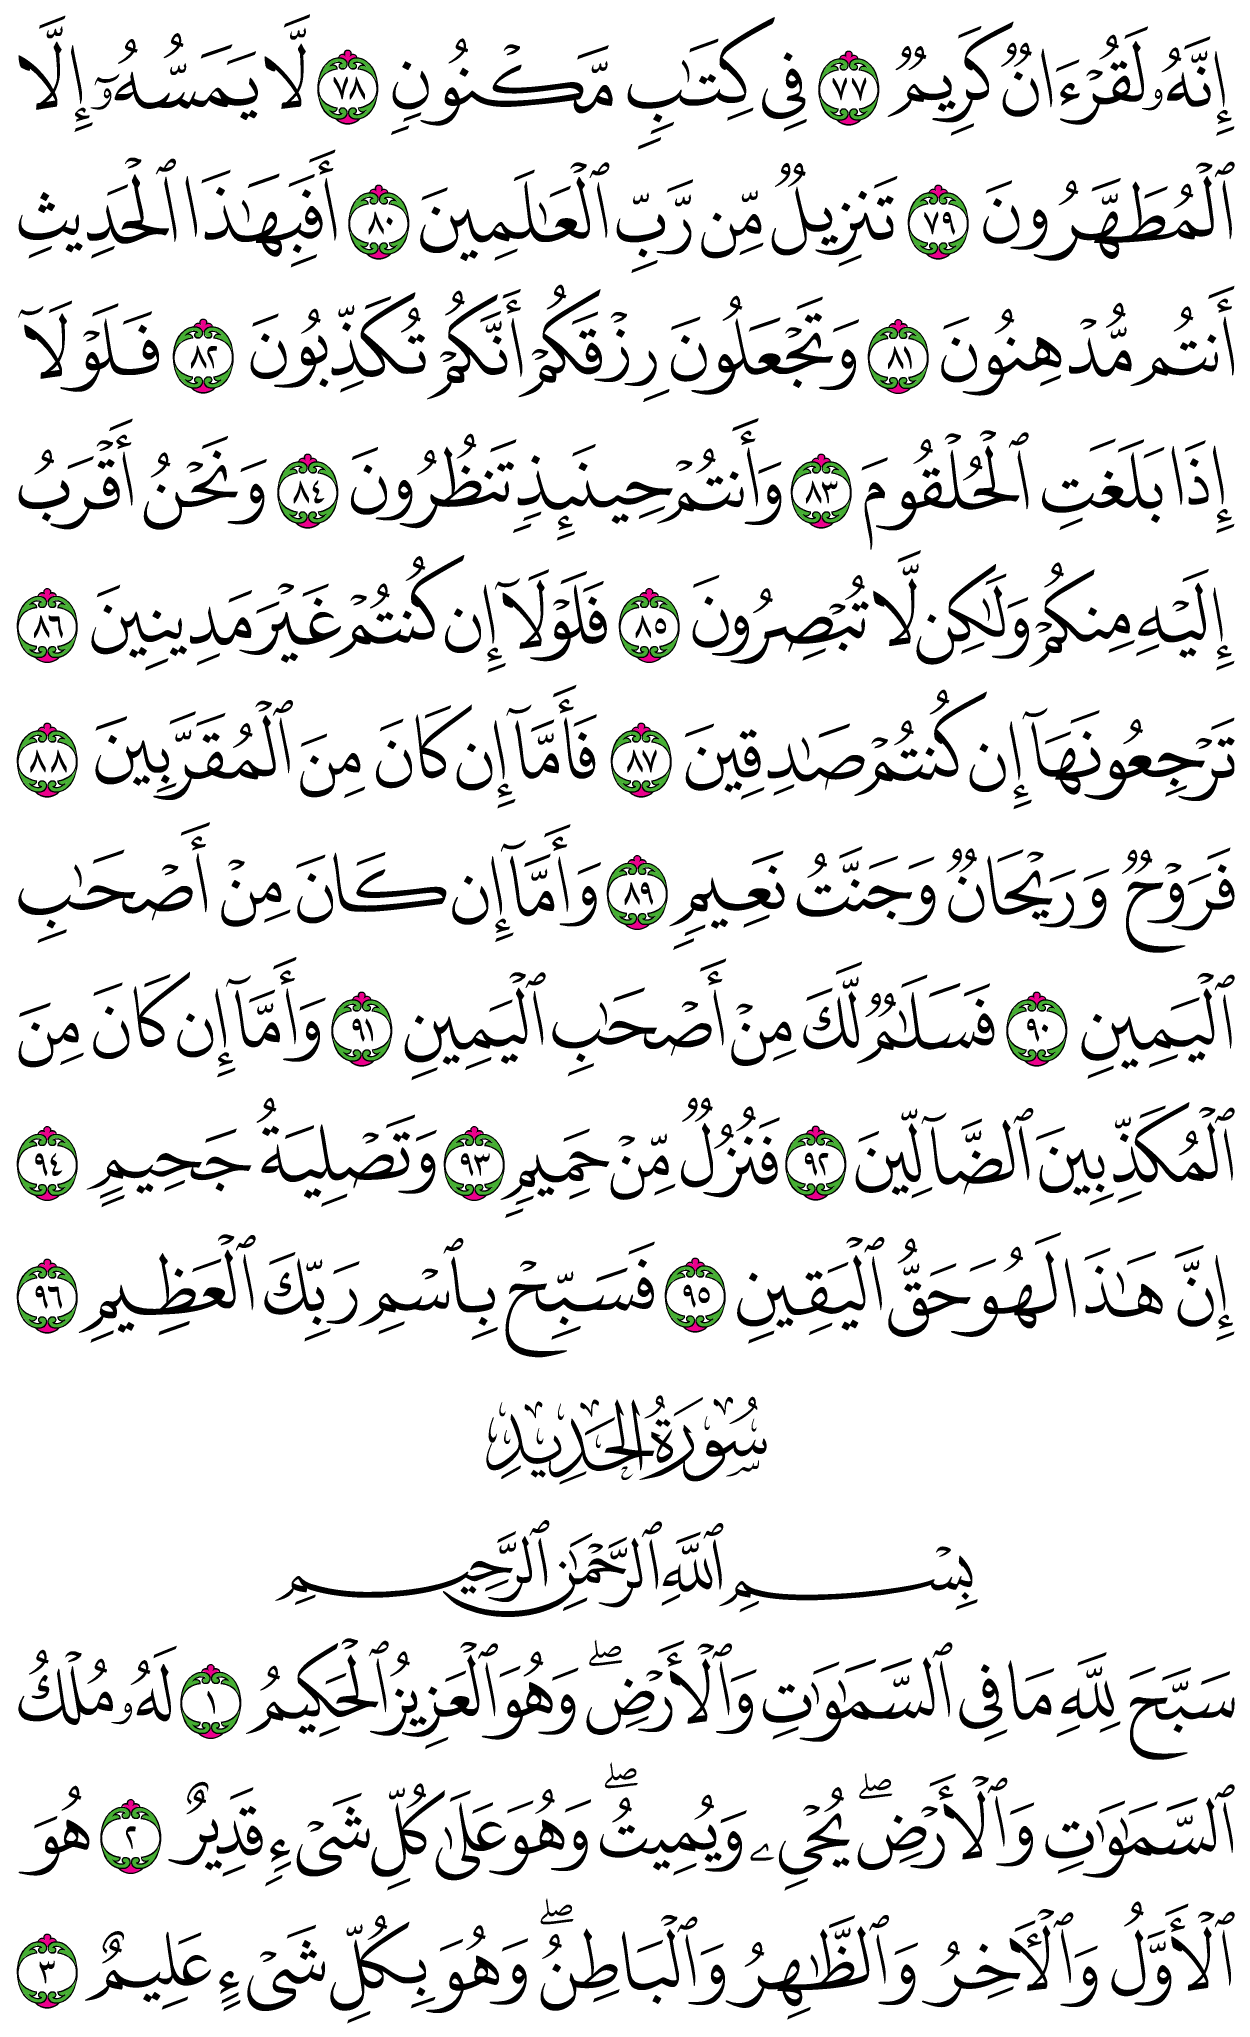 إِنَّهُۥ لَقُرْءَانٌ كَرِيمٌ ٧٧ فِى كِتَٰبٍ مَّكْنُونٍ ٧٨ لَّا يَمَسُّهُۥٓ إِلَّا
ٱلْمُطَهَّرُونَ ٧٩ تَنزِيلٌ مِّن رَّبِّ ٱلْعَٰلَمِينَ ٨٠ أَفَبِهَٰذَا ٱلْحَدِيثِ
أَنتُم مُّدْهِنُونَ ٨١ وَتَجْعَلُونَ رِزْقَكُمْ أَنَّكُمْ تُكَذِّبُونَ ٨٢ فَلَوْلَآ
إِذَا بَلَغَتِ ٱلْحُلْقُومَ ٨٣ وَأَنتُمْ حِينَئِذٍ تَنظُرُونَ ٨٤ وَنَحْنُ أَقْرَبُ
إِلَيْهِ مِنكُمْ وَلَٰكِن لَّا تُبْصِرُونَ ٨٥ فَلَوْلَآ إِن كُنتُمْ غَيْرَ مَدِينِينَ ٨٦
تَرْجِعُونَهَآ إِن كُنتُمْ صَٰدِقِينَ ٨٧ فَأَمَّآ إِن كَانَ مِنَ ٱلْمُقَرَّبِينَ ٨٨
فَرَوْحٌ وَرَيْحَانٌ وَجَنَّتُ نَعِيمٍ ٨٩ وَأَمَّآ إِن كَانَ مِنْ أَصْحَٰبِ
ٱلْيَمِينِ ٩٠ فَسَلَٰمٌ لَّكَ مِنْ أَصْحَٰبِ ٱلْيَمِينِ ٩١ وَأَمَّآ إِن كَانَ مِنَ
ٱلْمُكَذِّبِينَ ٱلضَّآلِّينَ ٩٢ فَنُزُلٌ مِّنْ حَمِيمٍ ٩٣ وَتَصْلِيَةُ جَحِيمٍ ٩٤
إِنَّ هَٰذَا لَهُوَ حَقُّ ٱلْيَقِينِ ٩٥ فَسَبِّحْ بِٱسْمِ رَبِّكَ ٱلْعَظِيمِ ٩٦
سُورَةُ الحَدِيدِ
بِسْمِ ٱللَّهِ ٱلرَّحْمَٰنِ ٱلرَّحِيمِ
سَبَّحَ لِلَّهِ مَا فِى ٱلسَّمَٰوَٰتِ وَٱلْأَرْضِۖ وَهُوَ ٱلْعَزِيزُ ٱلْحَكِيمُ ١ لَهُۥ مُلْكُ
ٱلسَّمَٰوَٰتِ وَٱلْأَرْضِۖ يُحْىِۦ وَيُمِيتُۖ وَهُوَ عَلَىٰ كُلِّ شَىْءٍ قَدِيرٌ ٢ هُوَ
ٱلْأَوَّلُ وَٱلْـَٔاخِرُ وَٱلظَّٰهِرُ وَٱلْبَاطِنُۖ وَهُوَ بِكُلِّ شَىْءٍ عَلِيمٌ ٣